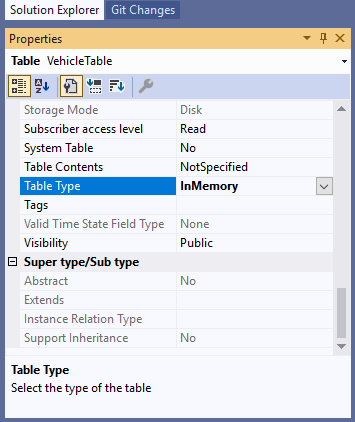 Solution Explorer Git Changes
Properties
Table VehicleTable
Storage Mode Disk
Subscriber access level Read
System Table No
Table Contents NotSpecified
Table Type InMemory
Tags
Valid Time State Field Type None
Visibility Public
Super type/Sub type
Abstract No
Extends
Instance Relation Type
Support Inheritance No
Table Type
Select the type of the table